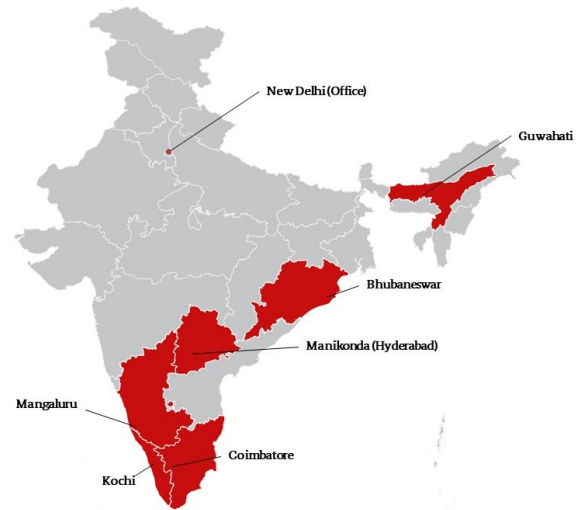 New Delhi (Office)
Guwahati
Bhubaneswar
Manikonda (Hyderabad)
Mangaluru
Coimbatore
Kochi